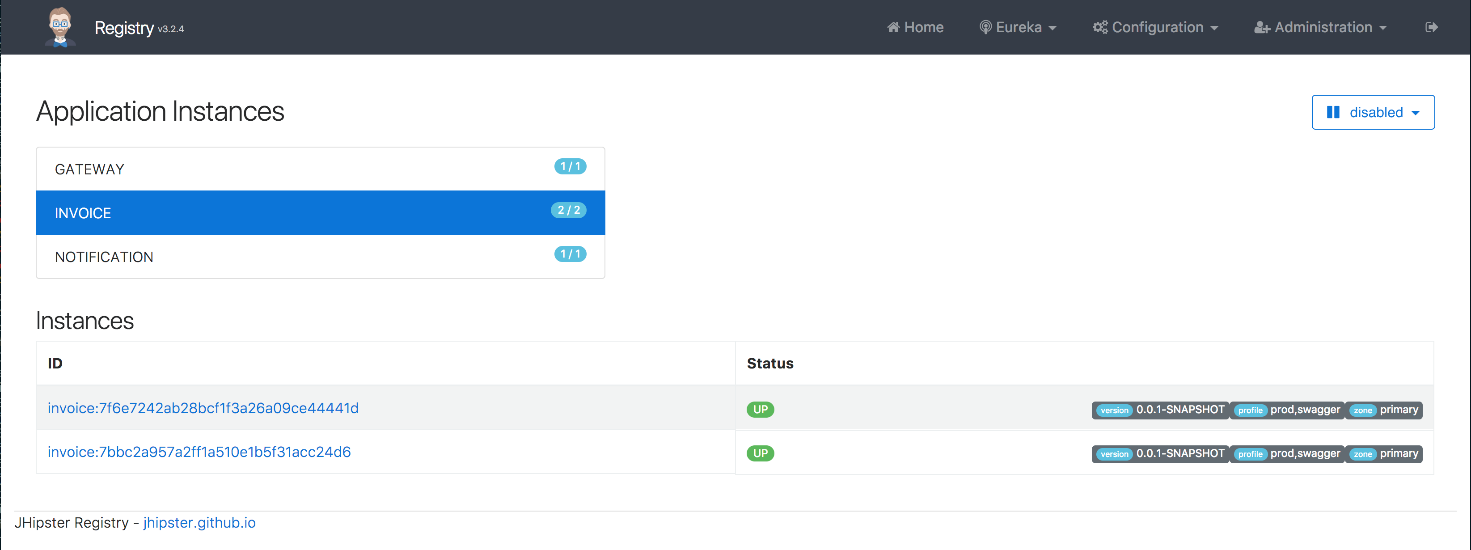 Registry v3.2.4 Home Eureka Configuration Administration
Application Instances disabled
GATEWAY 1 / 1
INVOICE 2 / 2
NOTIFICATION 1 / 1
Instances
ID Status
invoice:7f6e7242ab28bcf1f3a26a09ce44441d UP version 0.0.1-SNAPSHOT profile prod,swagger zone primary
invoice:7bbc2a957a2ff1a510e1b5f31acc24d6 UP version 0.0.1-SNAPSHOT profile prod,swagger zone primary
JHipster Registry - jhipster.github.io